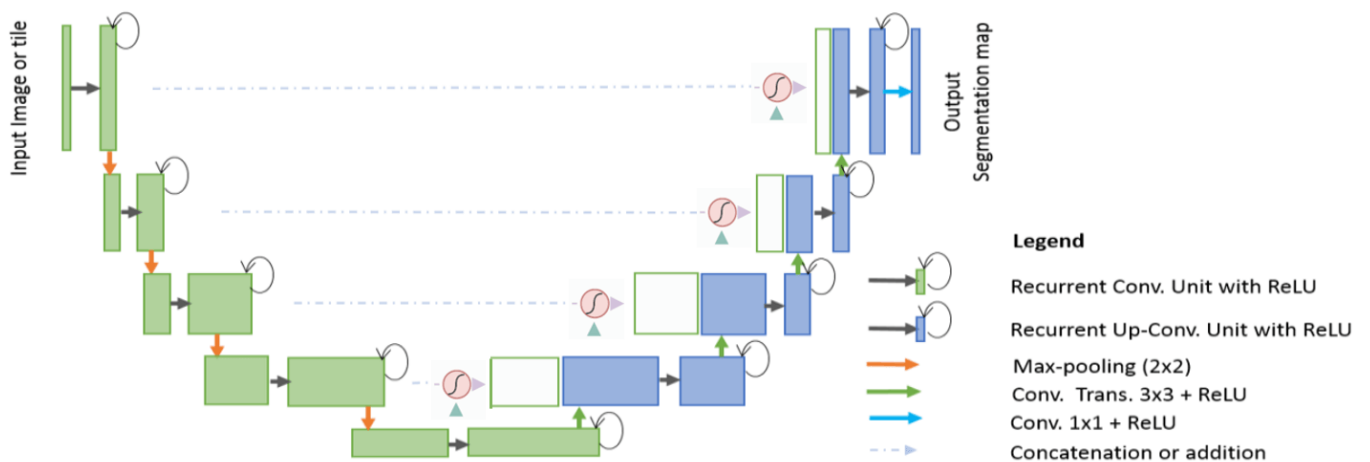 Input Image or tile
Output
Segmentation map
Legend
Recurrent Conv. Unit with ReLU
Recurrent Up-Conv. Unit with ReLU
Max-pooling (2x2)
Conv. Trans. 3x3 + ReLU
Conv. 1x1 + ReLU
Concatenation or addition